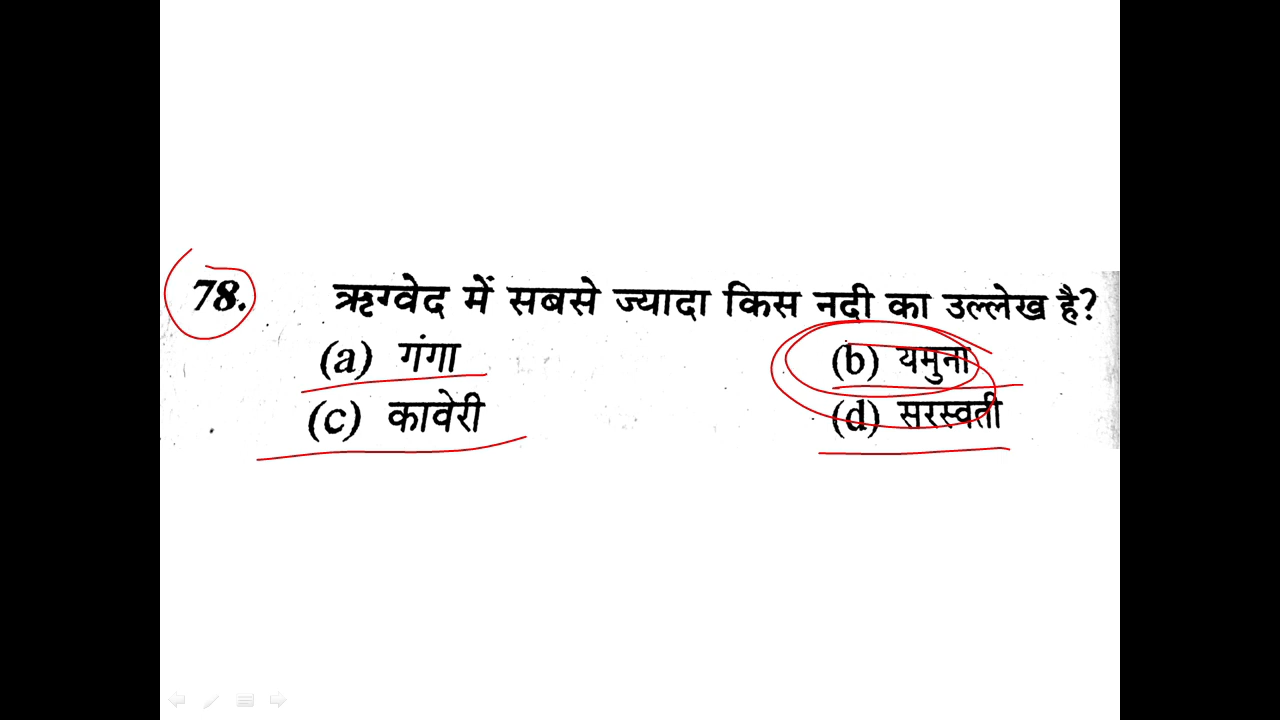 78. ऋग्वेद में सबसे ज्यादा किस नदी का उल्लेख है?
(a) गंगा (b) यमुना
(c) कावेरी (d) सरस्वती